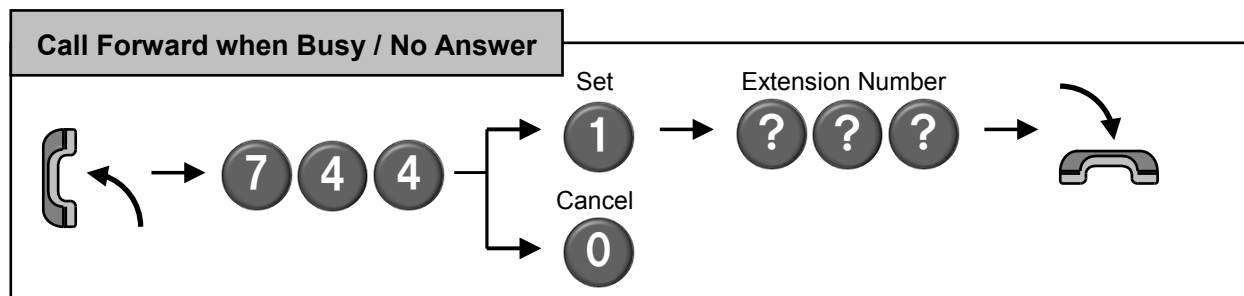 Call Forward when Busy / No Answer
Set
Extension Number
7 4 4
1
? ? ?
Cancel
0